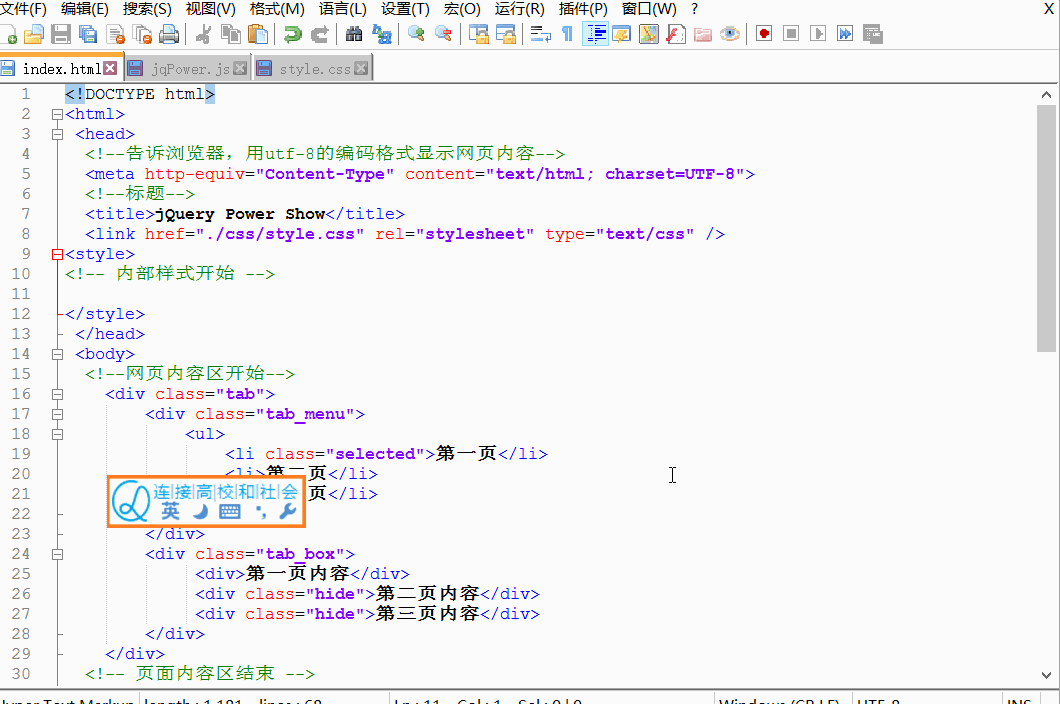 文件(F) 编辑(E) 搜索(S) 视图(V) 格式(M) 语言(L) 设置(T) 宏(O) 运行(R) 插件(P) 窗口(W) ? X
index.html jqPower.js style.css
1 <!DOCTYPE html>
2 <html>
3 <head>
4 <!--告诉浏览器，用utf-8的编码格式显示网页内容-->
5 <meta http-equiv="Content-Type" content="text/html; charset=UTF-8">
6 <!--标题-->
7 <title>jQuery Power Show</title>
8 <link href="./css/style.css" rel="stylesheet" type="text/css" />
9 <style>
10 <!-- 内部样式开始 -->
11
12 </style>
13 </head>
14 <body>
15 <!--网页内容区开始-->
16 <div class="tab">
17 <div class="tab_menu">
18 <ul>
19 <li class="selected">第一页</li>
20 <li>第二页</li>
21 页</li>
连接高校和社会
英
22
23 </div>
24 <div class="tab_box">
25 <div>第一页内容</div>
26 <div class="hide">第二页内容</div>
27 <div class="hide">第三页内容</div>
28 </div>
29 </div>
30 <!-- 页面内容区结束 -->
Hyper Text Markup length : 1,181 lines : 68 Ln : 11 Col : 1 Sel : 0 | 0 Windows (CR LF) UTF-8 INS